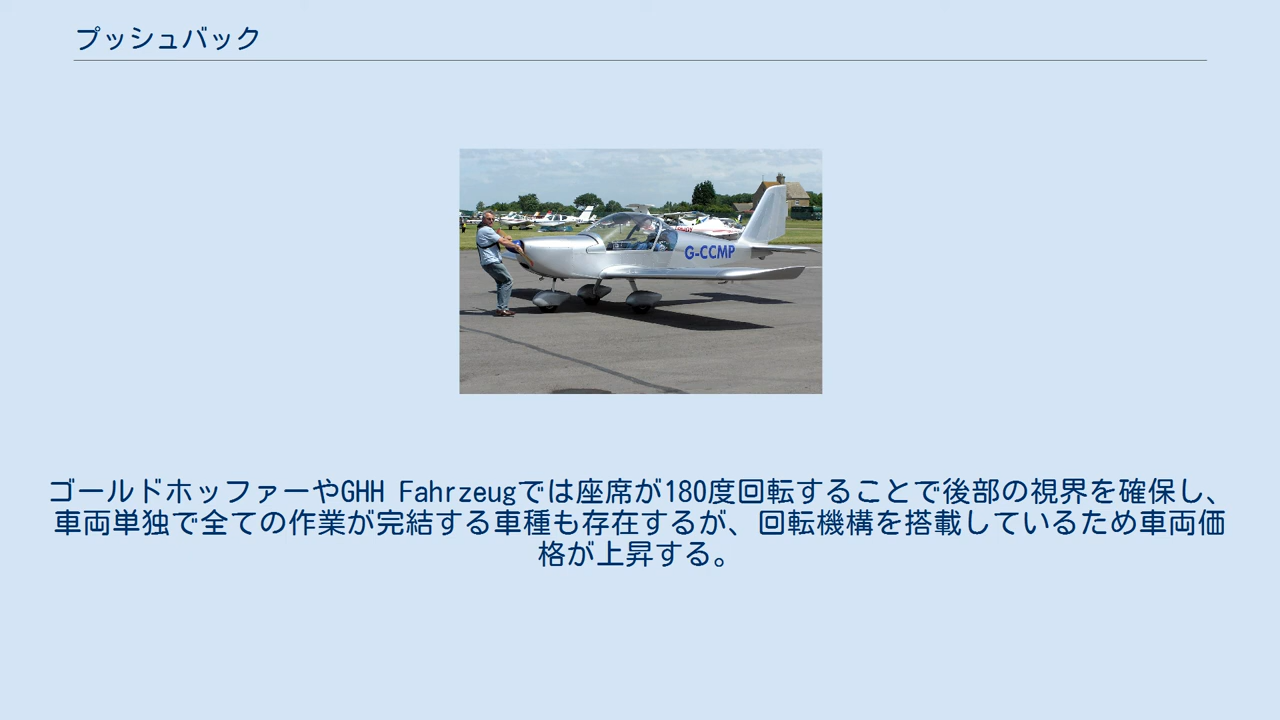 プッシュバック
G-CCMP
ゴールドホッファーやGHH Fahrzeugでは座席が180度回転することで後部の視界を確保し、
車両単独で全ての作業が完結する車種も存在するが、回転機構を搭載しているため車両価
格が上昇する。